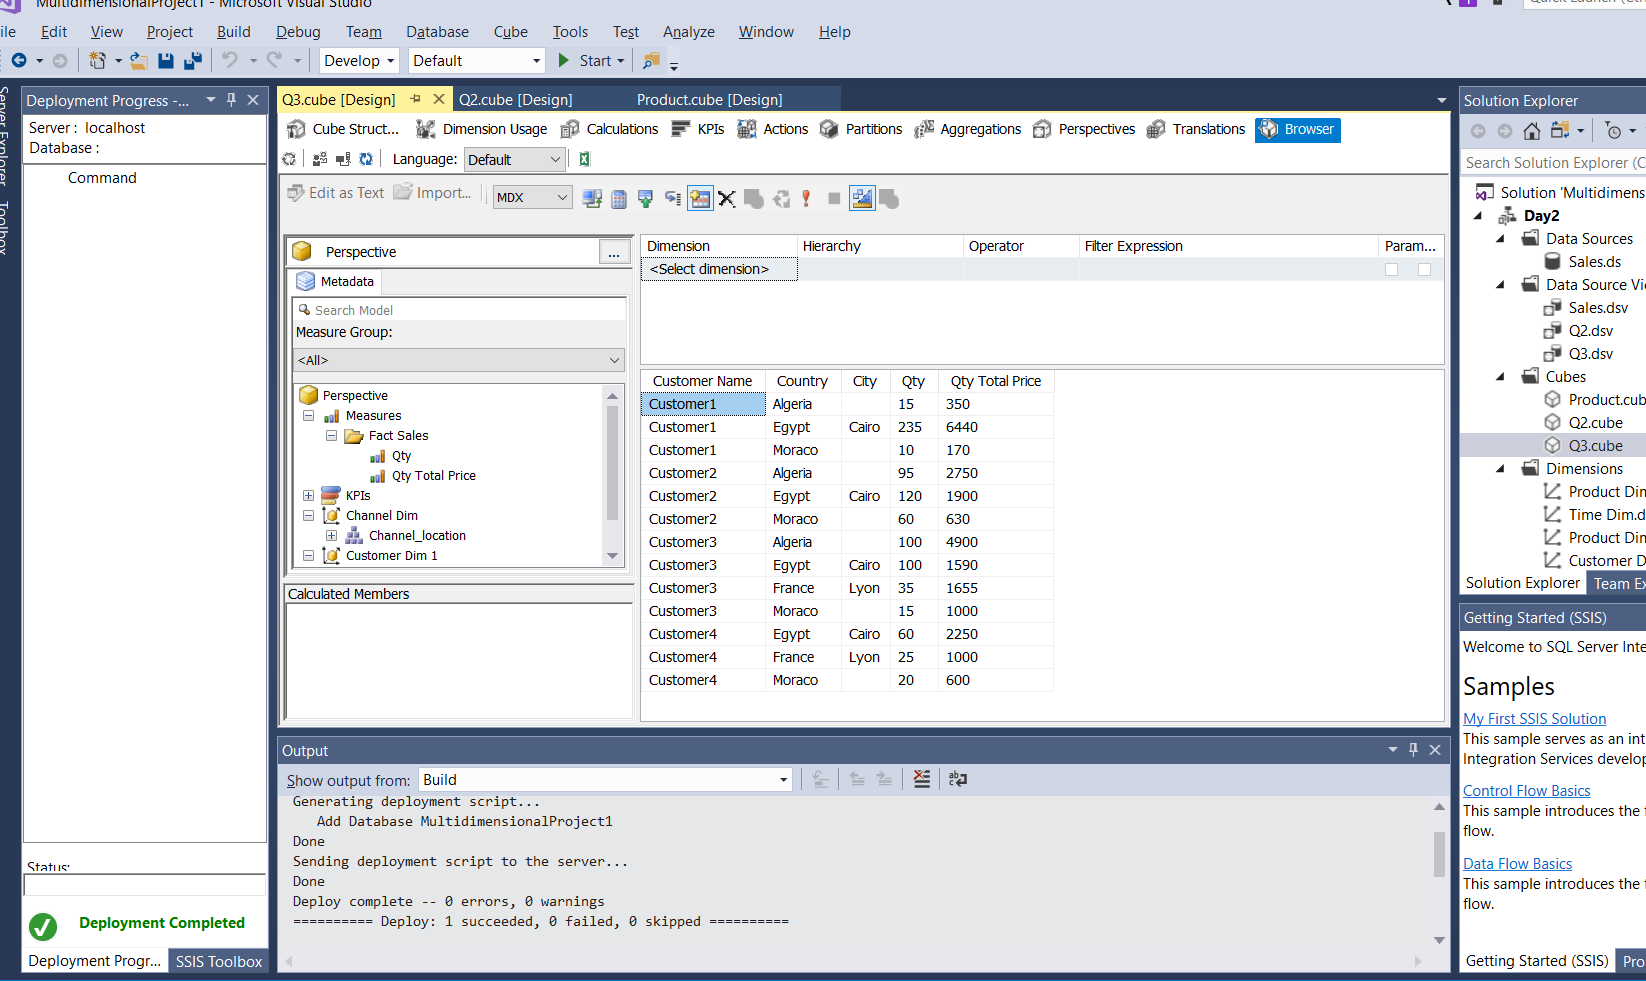 MultidimensionalProject1 - Microsoft Visual Studio
Edit View Project Build Debug Team Database Cube Tools Test Analyze Window Help
Develop Default Start
Server Explorer Toolbox
Deployment Progress -...
Server : localhost
Database :
Command
Status:
Deployment Completed
Deployment Progr... SSIS Toolbox
Q3.cube [Design] Q2.cube [Design] Product.cube [Design]
Cube Struct... Dimension Usage Calculations KPIs Actions Partitions Aggregations Perspectives Translations Browser
Language: Default
Edit as Text Import... MDX
Perspective ...
Metadata
Search Model
Measure Group:
<All>
Perspective
Measures
Fact Sales
Qty
Qty Total Price
KPIs
Channel Dim
Channel_location
Customer Dim 1
Calculated Members
Dimension Hierarchy Operator Filter Expression Param...
<Select dimension>
Customer Name Country City Qty Qty Total Price
Customer1 Algeria 15 350
Customer1 Egypt Cairo 235 6440
Customer1 Moraco 10 170
Customer2 Algeria 95 2750
Customer2 Egypt Cairo 120 1900
Customer2 Moraco 60 630
Customer3 Algeria 100 4900
Customer3 Egypt Cairo 100 1590
Customer3 France Lyon 35 1655
Customer3 Moraco 15 1000
Customer4 Egypt Cairo 60 2250
Customer4 France Lyon 25 1000
Customer4 Moraco 20 600
Output
Show output from: Build
Generating deployment script...
Add Database MultidimensionalProject1
Done
Sending deployment script to the server...
Done
Deploy complete -- 0 errors, 0 warnings
========== Deploy: 1 succeeded, 0 failed, 0 skipped ==========
Solution Explorer
Search Solution Explorer (C
Solution 'Multidimens
Day2
Data Sources
Sales.ds
Data Source Vi
Sales.dsv
Q2.dsv
Q3.dsv
Cubes
Product.cub
Q2.cube
Q3.cube
Dimensions
Product Dim
Time Dim.d
Product Dim
Customer D
Solution Explorer Team Ex
Getting Started (SSIS)
Welcome to SQL Server Inte
Samples
My First SSIS Solution
This sample serves as an int
Integration Services develop
Control Flow Basics
This sample introduces the
flow.
Data Flow Basics
This sample introduces the
flow.
Getting Started (SSIS) Pro